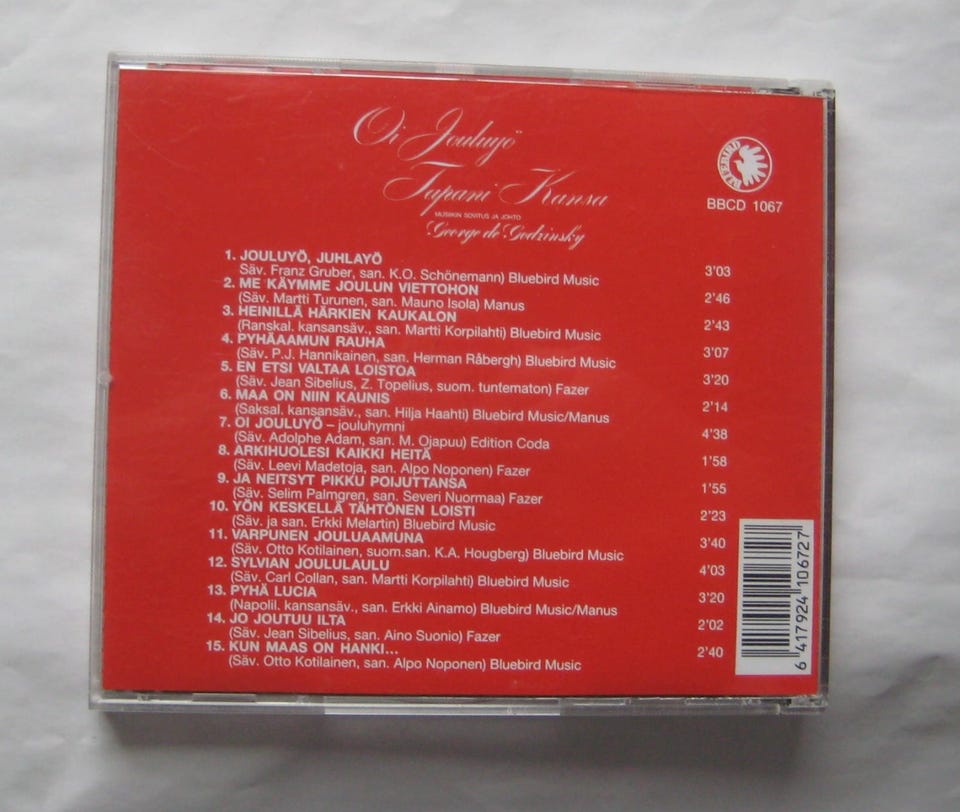 Oi Jouluyö
Tapani Kansa
MUSIIKIN SOVITUS JA JOHTO
George de Godzinsky
BLUEBIRD
BBCD 1067
1. JOULUYÖ, JUHLAYÖ
Säv. Franz Gruber, san. K.O. Schönemann) Bluebird Music 3'03
2. ME KÄYMME JOULUN VIETTOHON
(Säv. Martti Turunen, san. Mauno Isola) Manus 2'46
3. HEINILLÄ HÄRKIEN KAUKALON
(Ranskal. kansansäv., san. Martti Korpilahti) Bluebird Music 2'43
4. PYHÄAAMUN RAUHA
(Säv. P.J. Hannikainen, san. Herman Råbergh) Bluebird Music 3'07
5. EN ETSI VALTAA LOISTOA
(Säv. Jean Sibelius, Z. Topelius, suom. tuntematon) Fazer 3'20
6. MAA ON NIIN KAUNIS
(Saksal. kansansäv., san. Hilja Haahti) Bluebird Music/Manus 2'14
7. OI JOULUYÖ – jouluhymni
(Säv. Adolphe Adam, san. M. Ojapuu) Edition Coda 4'38
8. ARKIHUOLESI KAIKKI HEITÄ
(Säv. Leevi Madetoja, san. Alpo Noponen) Fazer 1'58
9. JA NEITSYT PIKKU POIJUTTANSA
(Säv. Selim Palmgren, san. Severi Nuormaa) Fazer 1'55
10. YÖN KESKELLÄ TÄHTÖNEN LOISTI
(Säv. ja san. Erkki Melartin) Bluebird Music 2'23
11. VARPUNEN JOULUAAMUNA
(Säv. Otto Kotilainen, suom.san. K.A. Hougberg) Bluebird Music 3'40
12. SYLVIAN JOULULAULU
(Säv. Carl Collan, san. Martti Korpilahti) Bluebird Music 4'03
13. PYHÄ LUCIA
(Napolil. kansansäv., san. Erkki Ainamo) Bluebird Music/Manus 3'20
14. JO JOUTUU ILTA
(Säv. Jean Sibelius, san. Aino Suonio) Fazer 2'02
15. KUN MAAS ON HANKI...
(Säv. Otto Kotilainen, san. Alpo Noponen) Bluebird Music 2'40
6 417924 106727